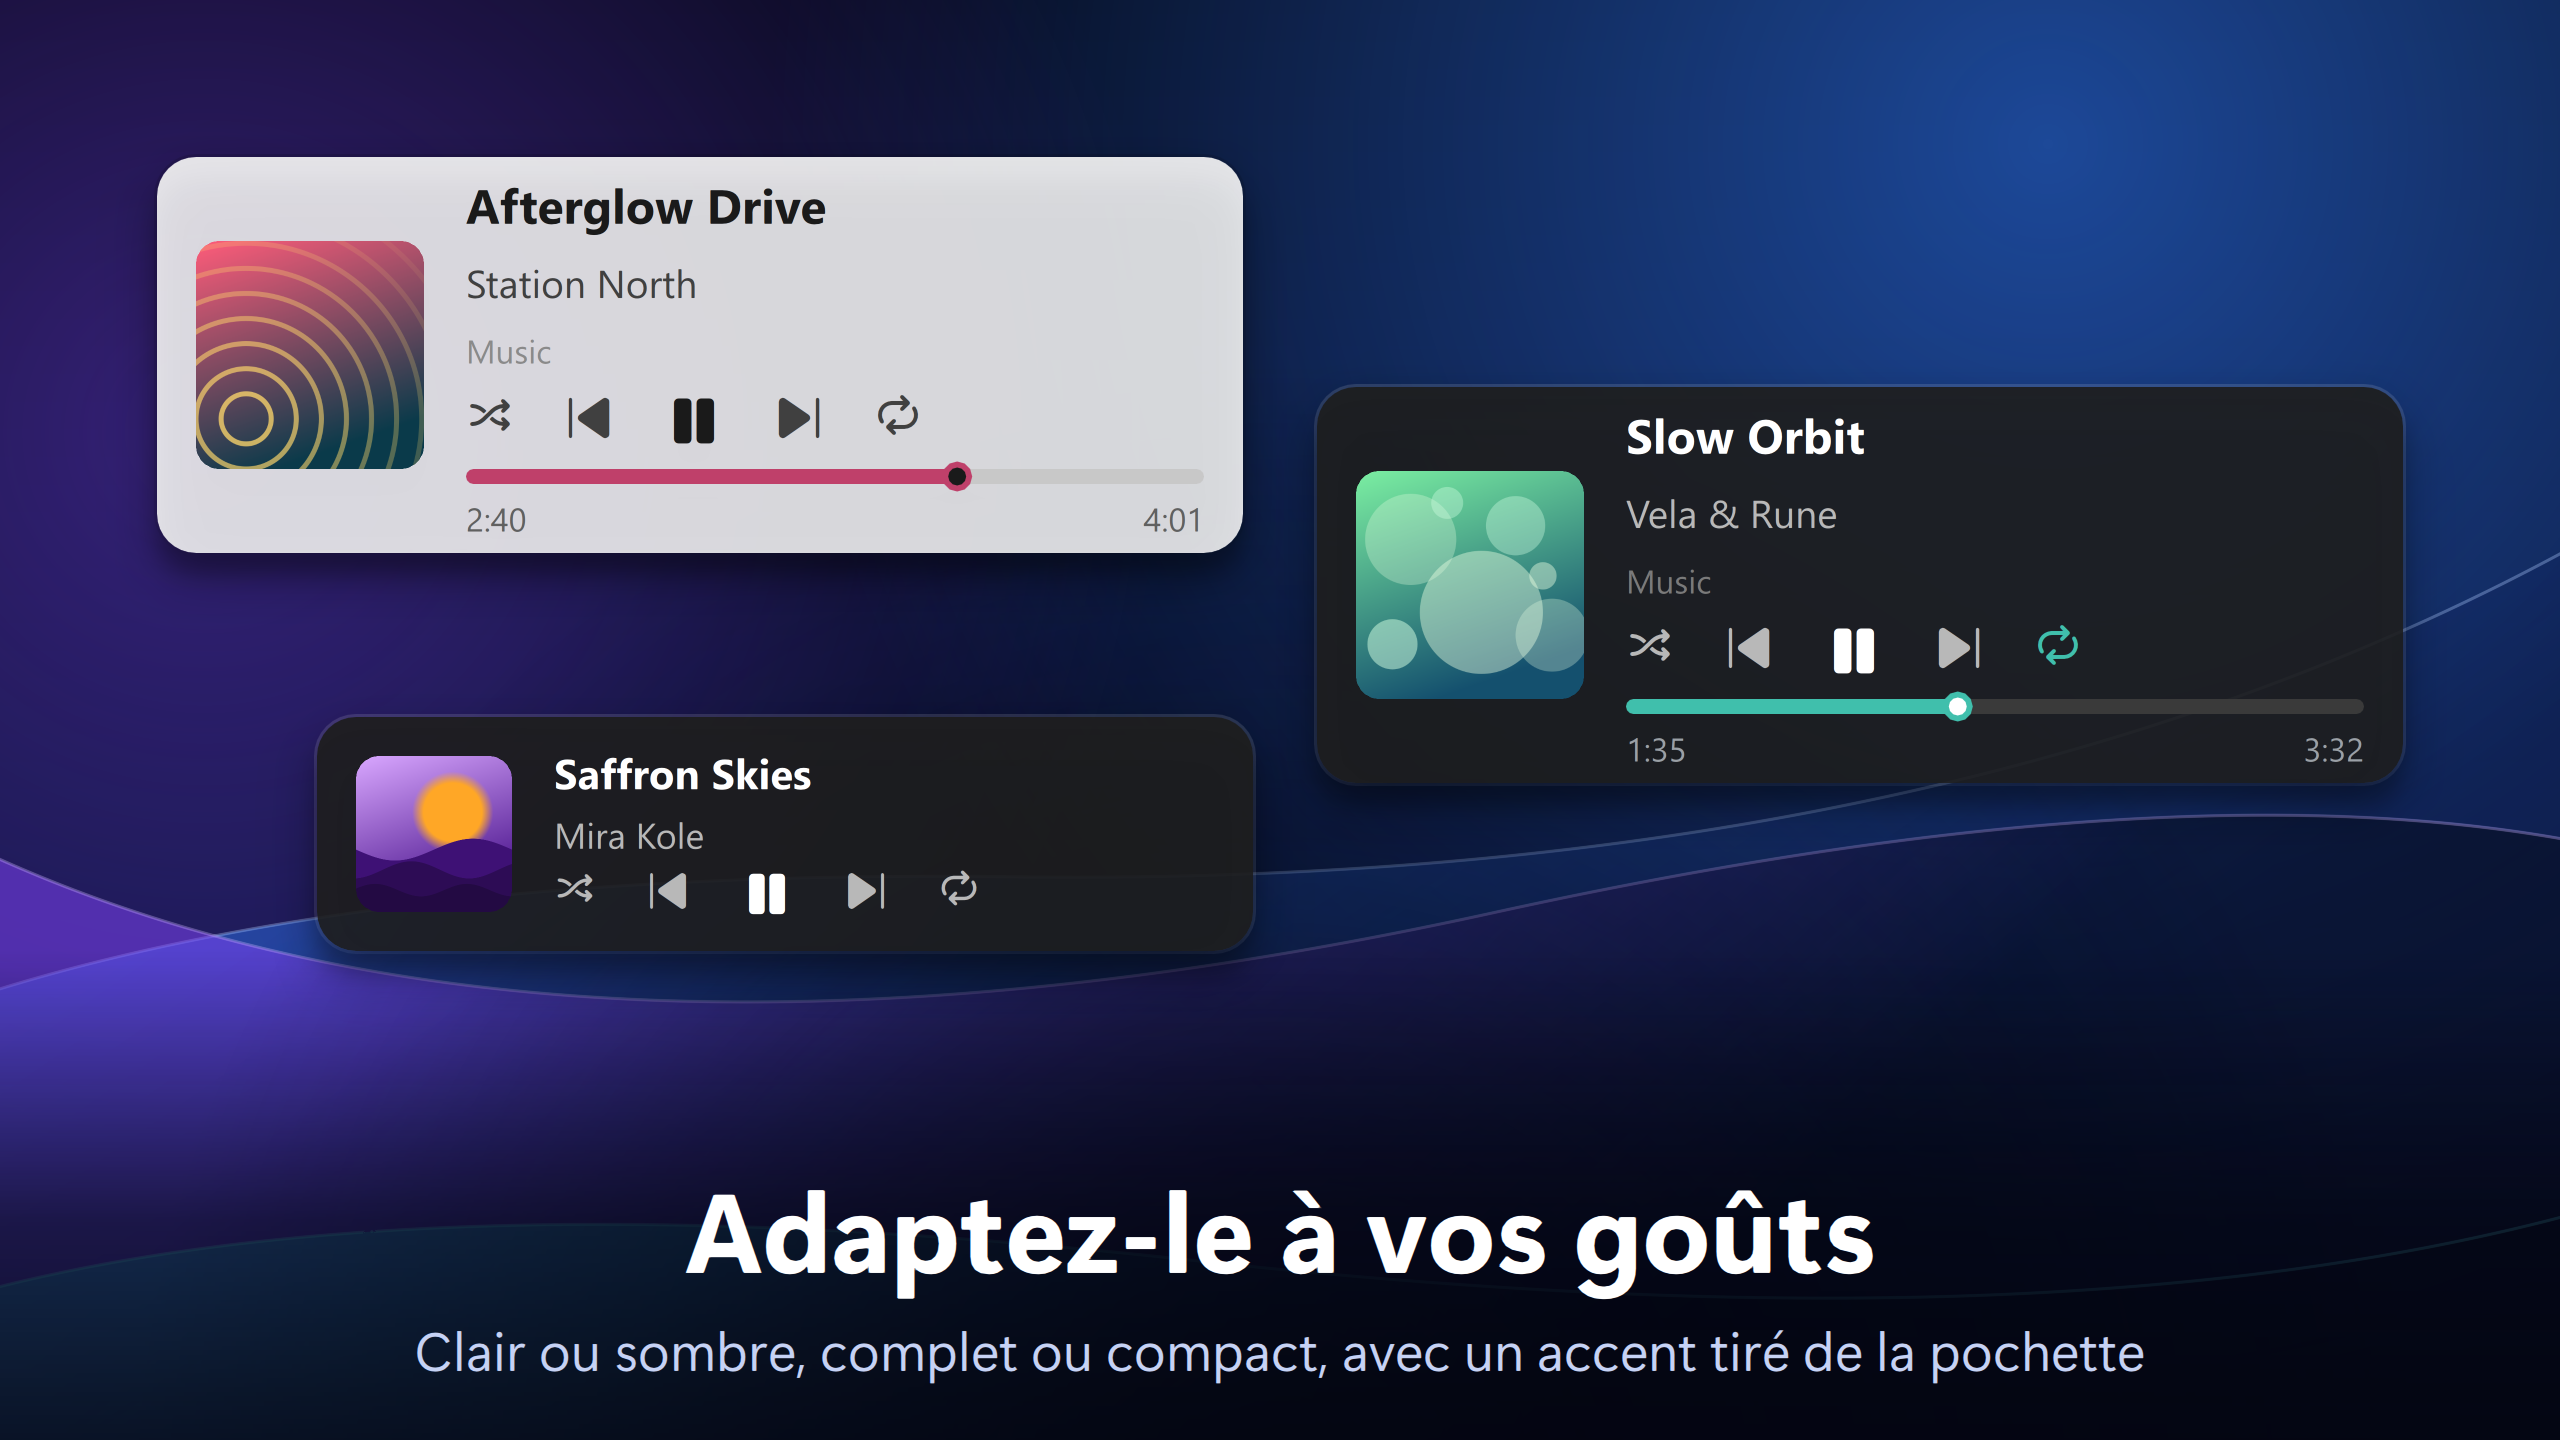 Afterglow Drive
Station North
Music
2:40
4:01
Slow Orbit
Vela & Rune
Music
1:35
3:32
Saffron Skies
Mira Kole
Adaptez-le à vos goûts
Clair ou sombre, complet ou compact, avec un accent tiré de la pochette